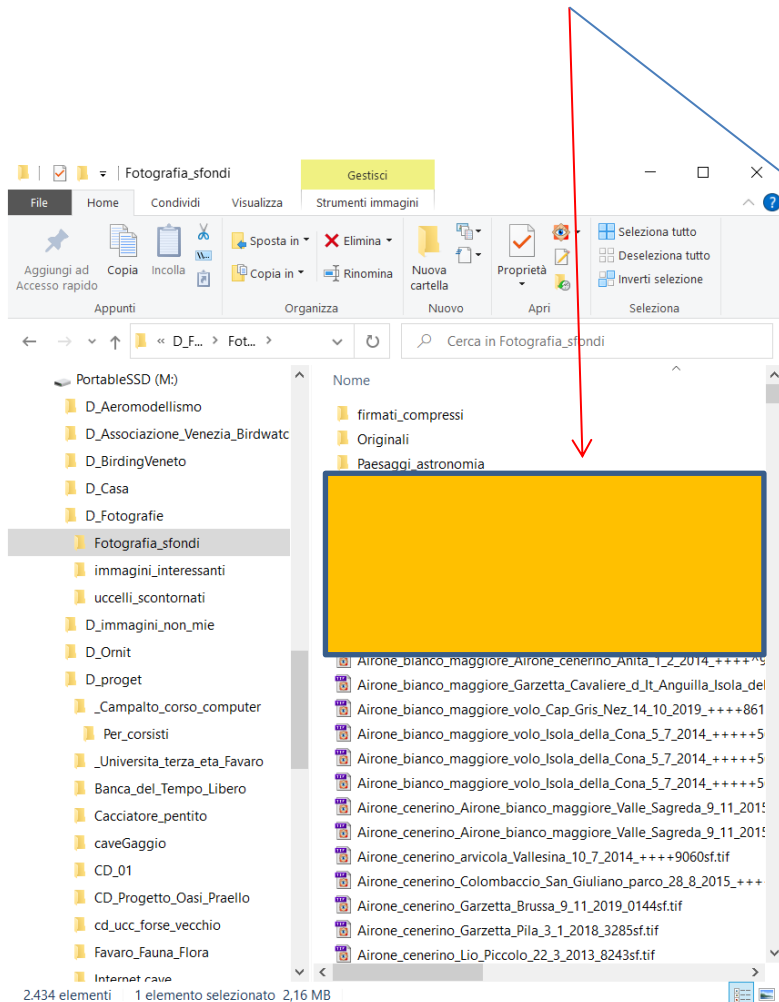 Fotografia_sfondi
Gestisci
File Home Condividi Visualizza Strumenti immagini
Aggiungi ad Accesso rapido
Copia
Incolla
Sposta in
Copia in
Elimina
Rinomina
Nuova cartella
Proprietà
Seleziona tutto
Deseleziona tutto
Inverti selezione
Appunti Organizza Nuovo Apri Seleziona
« D_F... > Fot... >
Cerca in Fotografia_sfondi
PortableSSD (M:)
D_Aeromodellismo
D_Associazione_Venezia_Birdwatc
D_BirdingVeneto
D_Casa
D_Fotografie
Fotografia_sfondi
immagini_interessanti
uccelli_scontornati
D_immagini_non_mie
D_Ornit
D_proget
_Campalto_corso_computer
Per_corsisti
_Universita_terza_eta_Favaro
Banca_del_Tempo_Libero
Cacciatore_pentito
caveGaggio
CD_01
CD_Progetto_Oasi_Praello
cd_ucc_forse_vecchio
Favaro_Fauna_Flora
Internet cave
Nome
firmati_compressi
Originali
Paesaggi_astronomia
Airone_bianco_maggiore_Airone_cenerino_Anita_1_2_2014_++++^9
Airone_bianco_maggiore_Garzetta_Cavaliere_d_It_Anguilla_Isola_del
Airone_bianco_maggiore_volo_Cap_Gris_Nez_14_10_2019_++++861
Airone_bianco_maggiore_volo_Isola_della_Cona_5_7_2014_+++++5
Airone_bianco_maggiore_volo_Isola_della_Cona_5_7_2014_+++++5
Airone_bianco_maggiore_volo_Isola_della_Cona_5_7_2014_+++++5
Airone_cenerino_Airone_bianco_maggiore_Valle_Sagreda_9_11_2015
Airone_cenerino_Airone_bianco_maggiore_Valle_Sagreda_9_11_2015
Airone_cenerino_arvicola_Vallesina_10_7_2014_++++9060sf.tif
Airone_cenerino_Colombaccio_San_Giuliano_parco_28_8_2015_+++
Airone_cenerino_Garzetta_Brussa_9_11_2019_0144sf.tif
Airone_cenerino_Garzetta_Pila_3_1_2018_3285sf.tif
Airone_cenerino_Lio_Piccolo_22_3_2013_8243sf.tif
2.434 elementi 1 elemento selezionato 2,16 MB